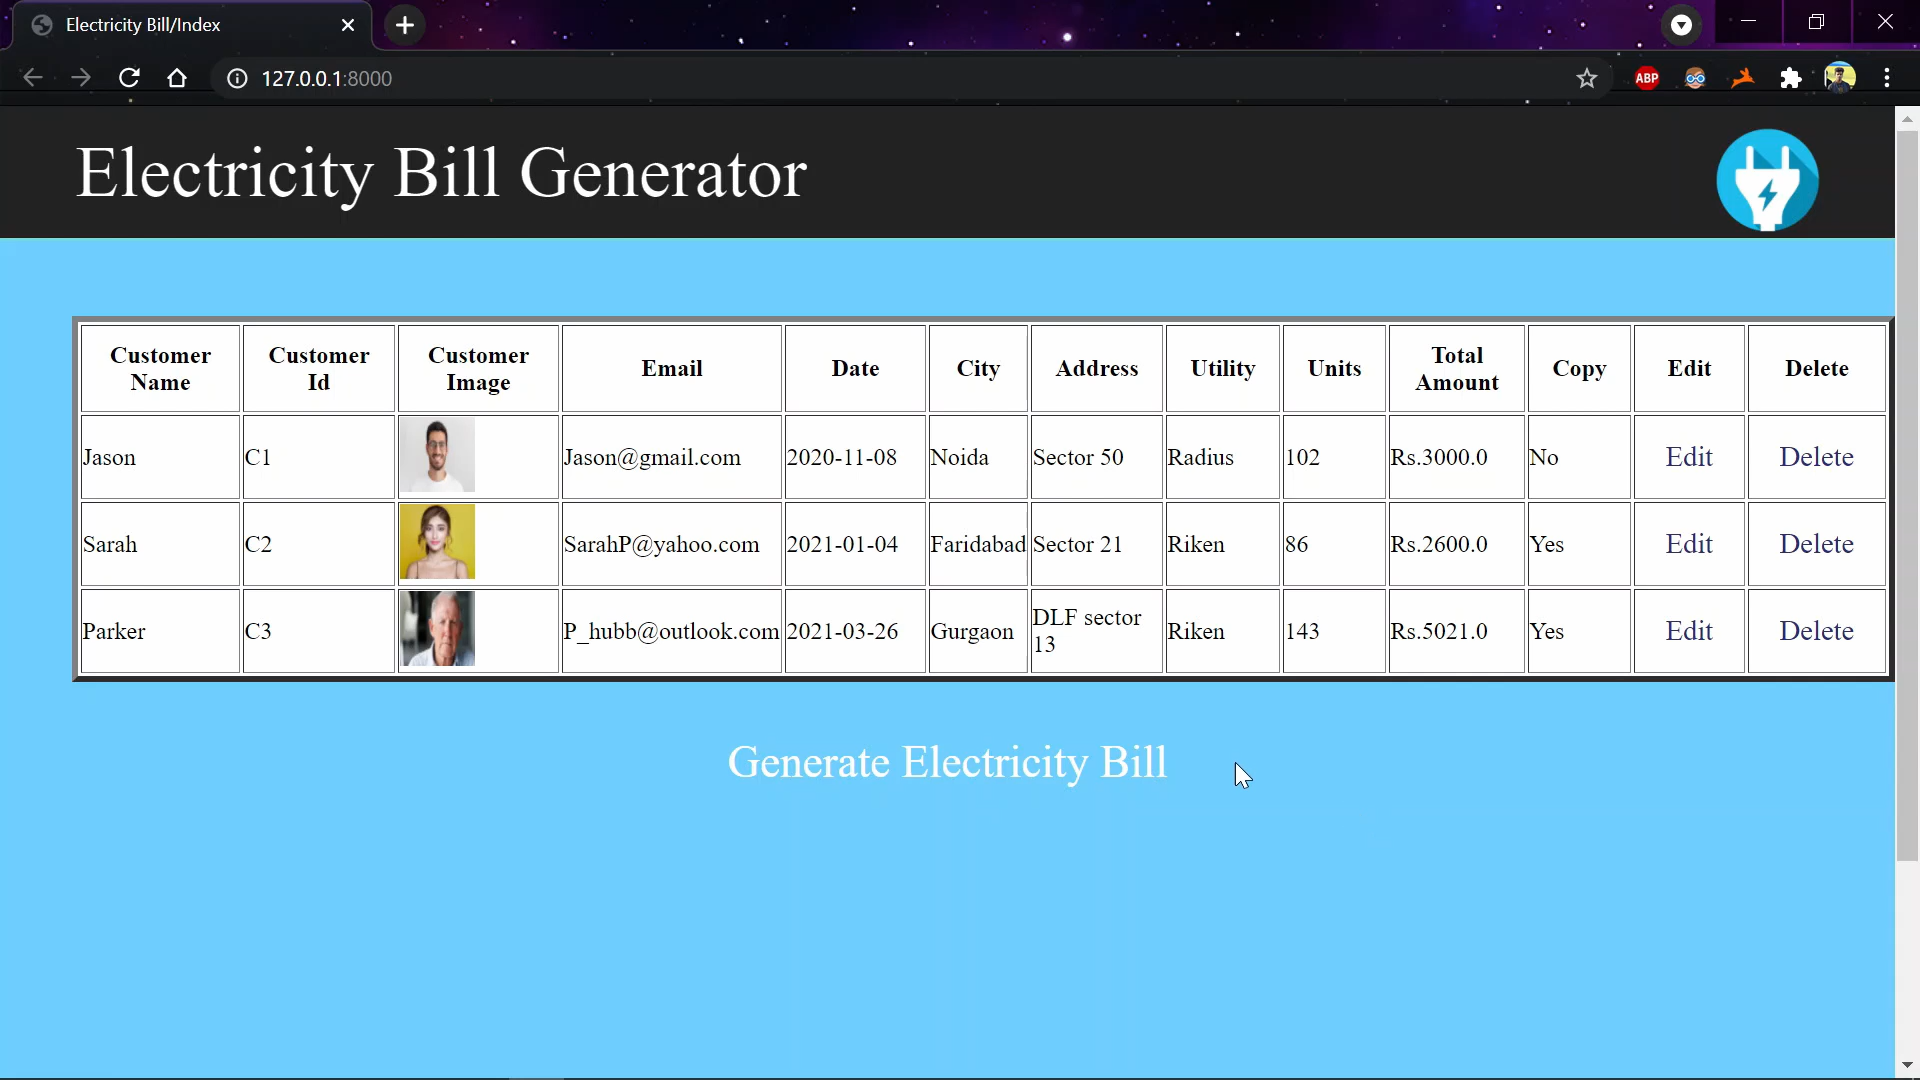 Electricity Bill/Index
127.0.0.1:8000
ABP
Electricity Bill Generator
Customer Name Customer Id Customer Image Email Date City Address Utility Units Total Amount Copy Edit Delete
Jason C1 Jason@gmail.com 2020-11-08 Noida Sector 50 Radius 102 Rs.3000.0 No Edit Delete
Sarah C2 SarahP@yahoo.com 2021-01-04 Faridabad Sector 21 Riken 86 Rs.2600.0 Yes Edit Delete
Parker C3 P_hubb@outlook.com 2021-03-26 Gurgaon DLF sector 13 Riken 143 Rs.5021.0 Yes Edit Delete
Generate Electricity Bill